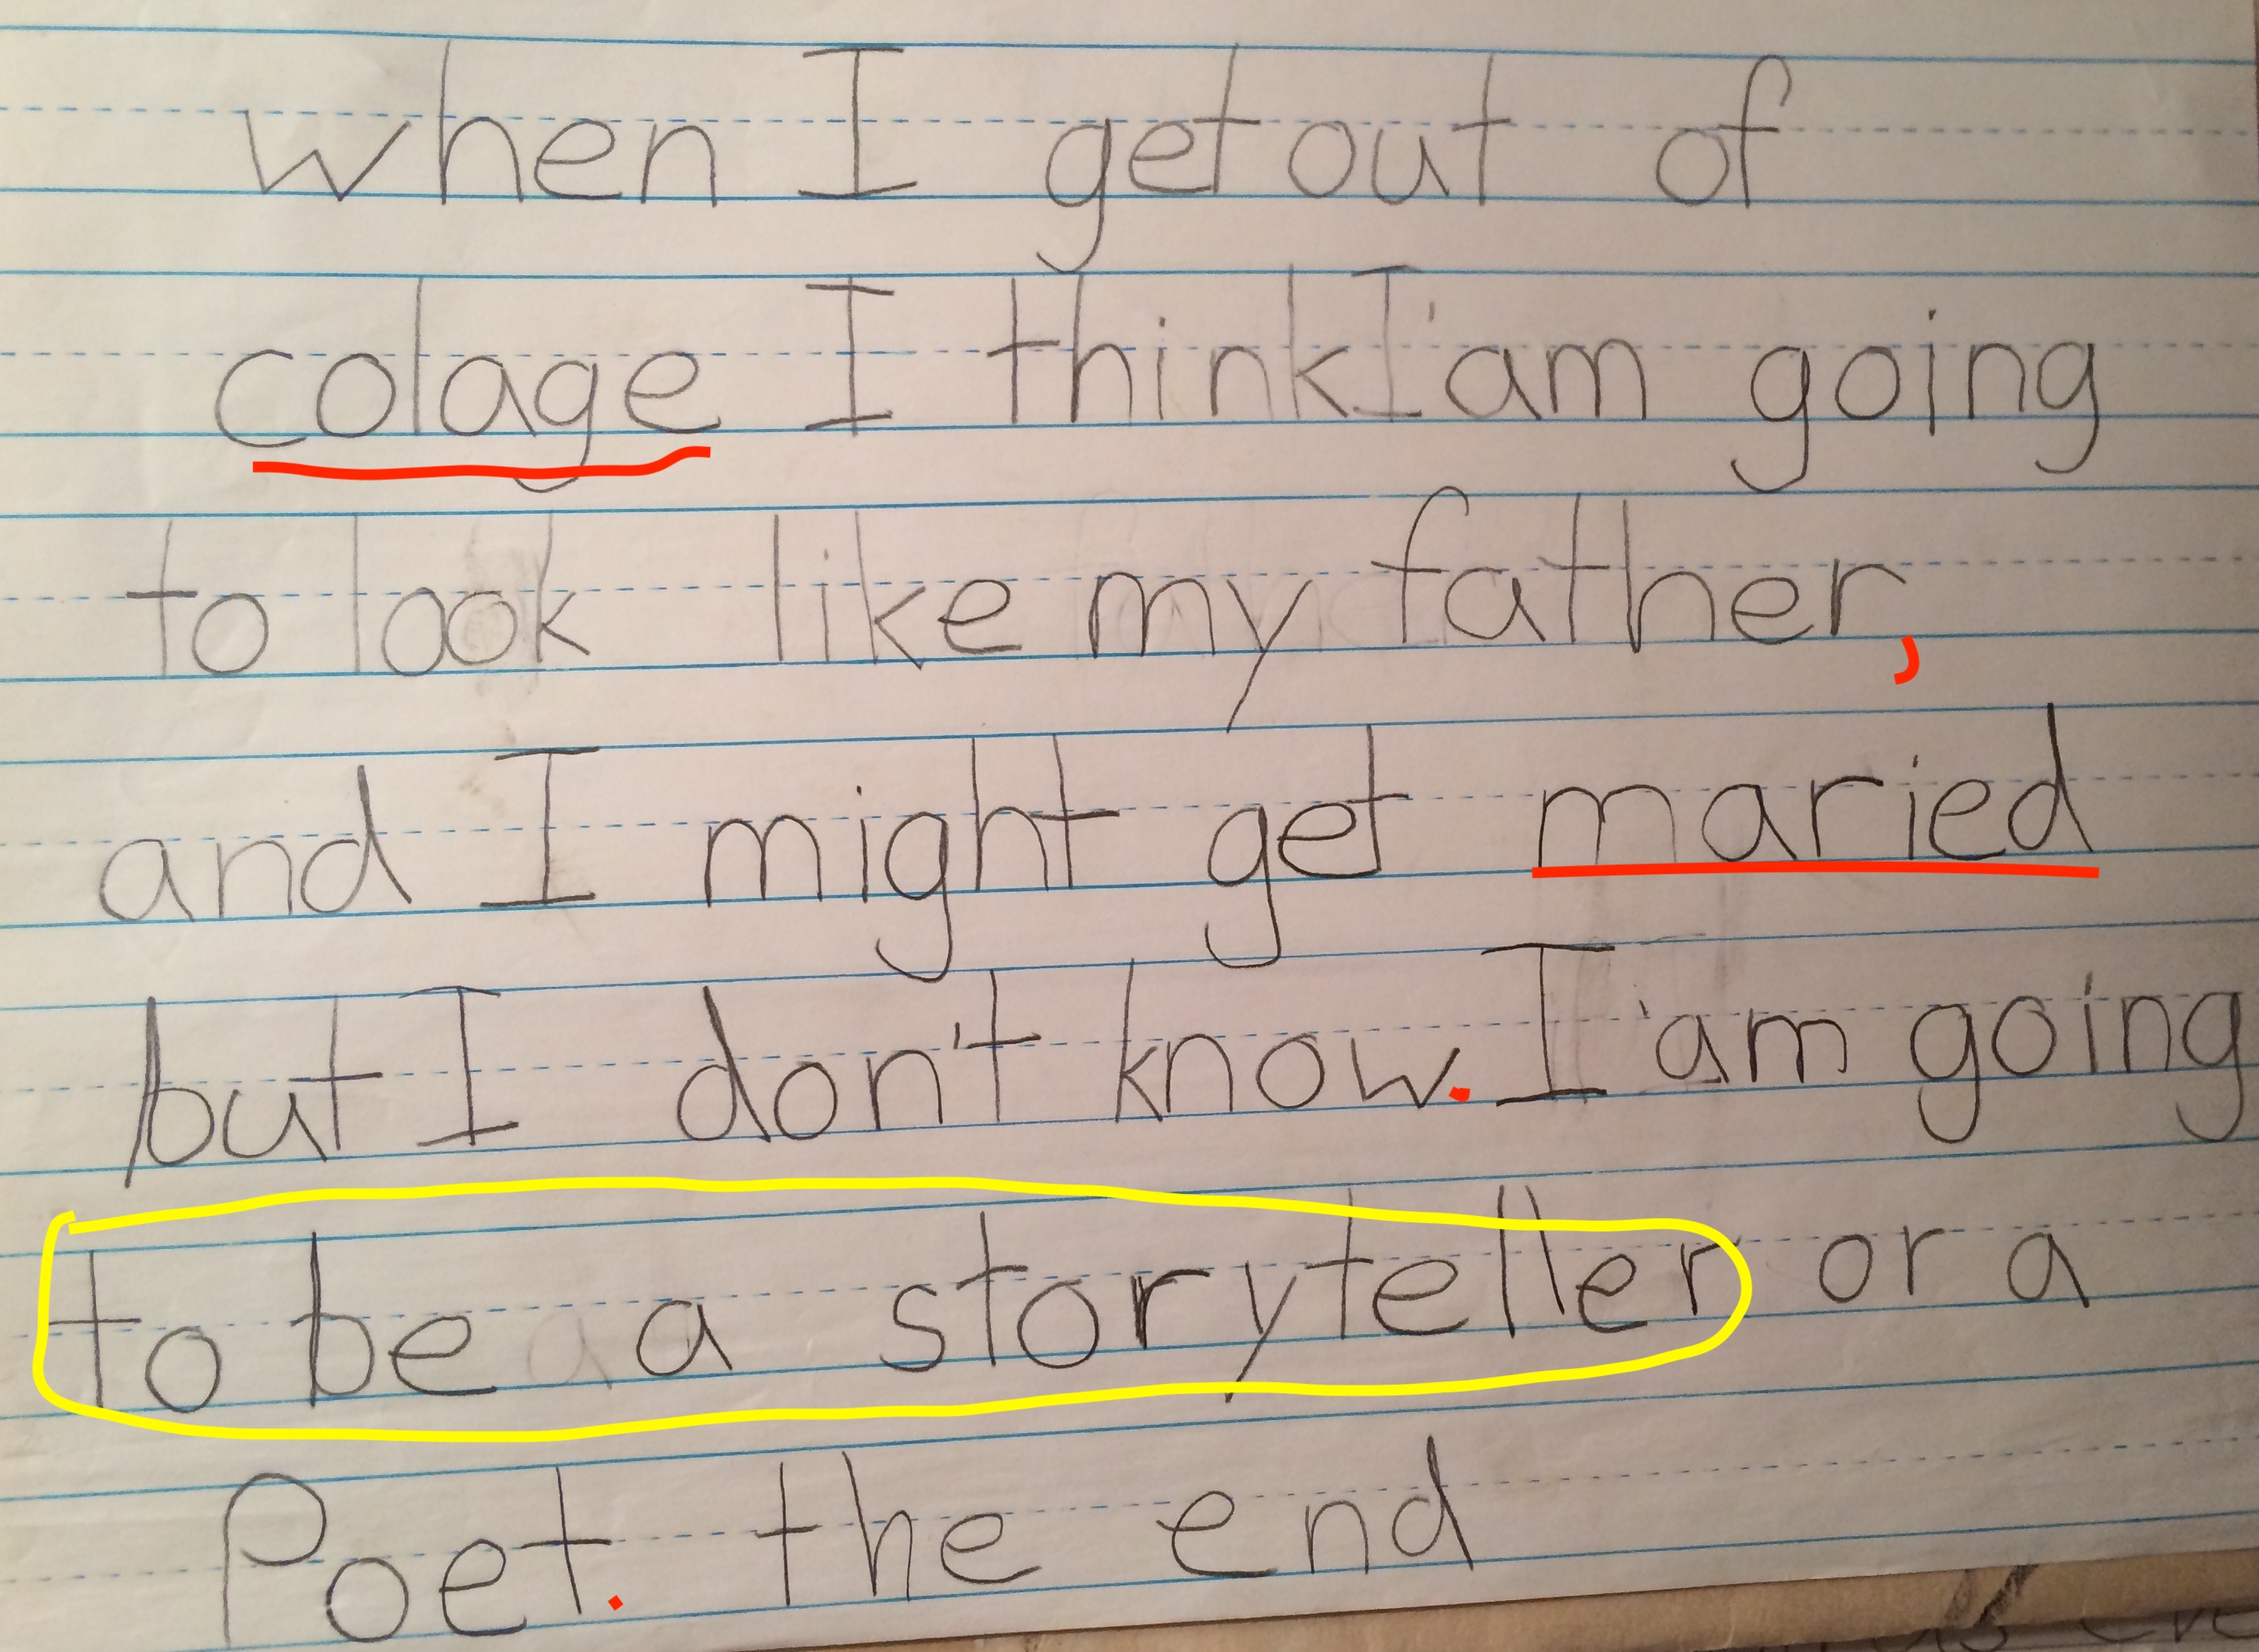 when I get out of
colage I think I'am going
to look like my father,
and I might get maried
but I don't know. I'am going
to be a storyteller or a
Poet. the end